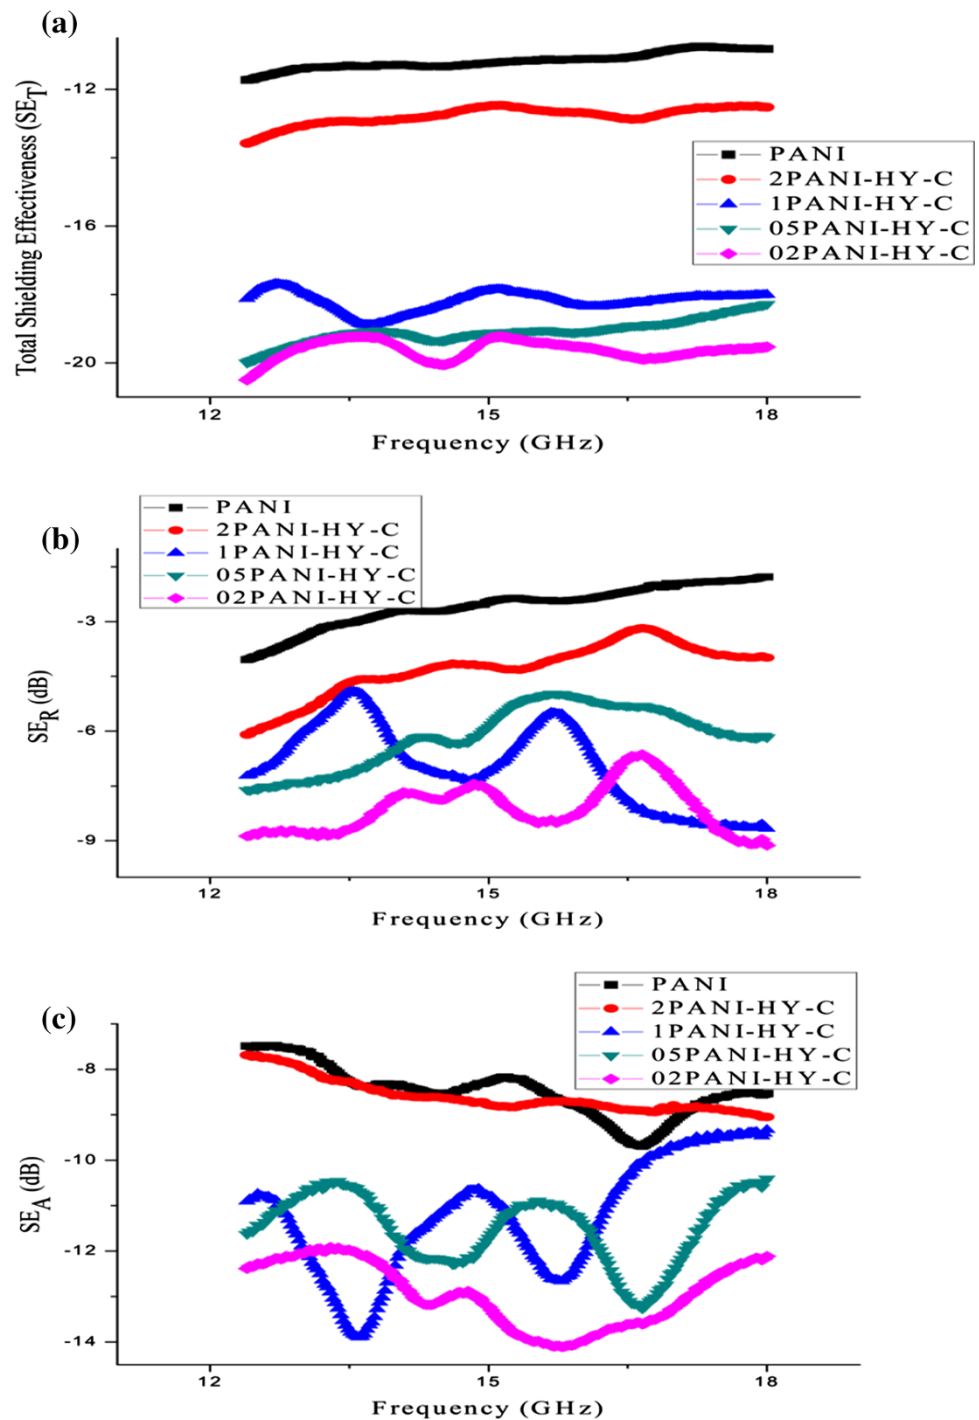 (a)
Total Shielding Effectiveness (SET)
-12
-16
-20
12
15
18
Frequency (GHz)
PANI
2PANI-HY-C
1PANI-HY-C
05PANI-HY-C
02PANI-HY-C
(b)
PANI
2PANI-HY-C
1PANI-HY-C
05PANI-HY-C
02PANI-HY-C
SER (dB)
-3
-6
-9
12
15
18
Frequency (GHz)
(c)
PANI
2PANI-HY-C
1PANI-HY-C
05PANI-HY-C
02PANI-HY-C
SEA (dB)
-8
-10
-12
-14
12
15
18
Frequency (GHz)